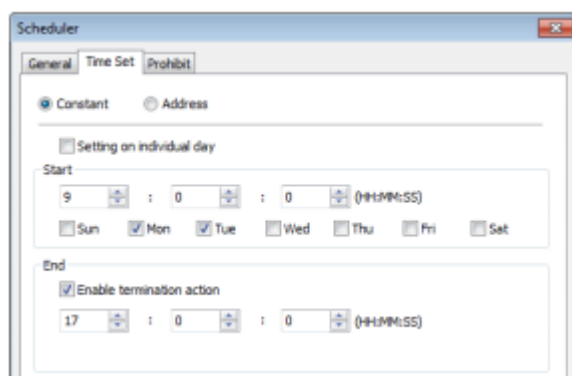 Scheduler
General Time Set Prohibit
Constant Address
Setting on individual day
Start
9 : 0 : 0 (HH:MM:SS)
Sun Mon Tue Wed Thu Fri Sat
End
Enable termination action
17 : 0 : 0 (HH:MM:SS)